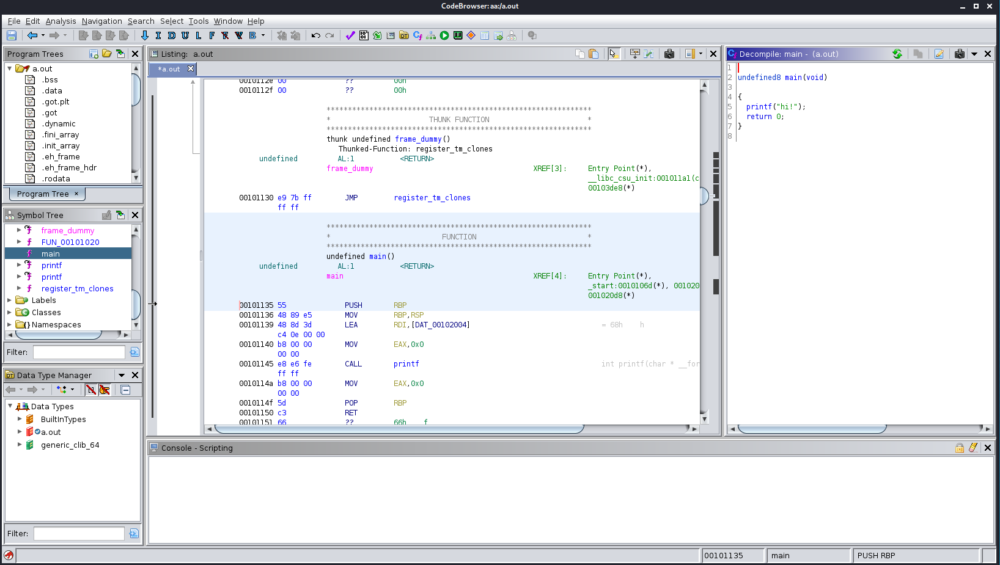 CodeBrowser: aa:/a.out
File Edit Analysis Navigation Search Select Tools Window Help
I D U L F B
Program Trees
a.out
.bss
.data
.got.plt
.got
.dynamic
.fini_array
.init_array
.eh_frame
.eh_frame_hdr
.rodata
Program Tree ×
Symbol Tree
frame_dummy
FUN_00101020
main
printf
printf
register_tm_clones
Labels
Classes
Namespaces
Filter:
Data Type Manager
Data Types
BuiltInTypes
a.out
generic_clib_64
Filter:
Listing: a.out
*a.out
0010112e 00 ?? 00h
0010112f 00 ?? 00h
**************************************************************
* THUNK FUNCTION *
**************************************************************
thunk undefined frame_dummy()
Thunked-Function: register_tm_clones
undefined AL:1 <RETURN>
frame_dummy XREF[3]: Entry Point(*),
__libc_csu_init:001011a1(c
00103de8(*)
00101130 e9 7b ff JMP register_tm_clones
ff ff
**************************************************************
* FUNCTION *
**************************************************************
undefined main()
undefined AL:1 <RETURN>
main XREF[4]: Entry Point(*),
_start:0010106d(*), 001020
001020d8(*)
00101135 55 PUSH RBP
00101136 48 89 e5 MOV RBP,RSP
00101139 48 8d 3d LEA RDI,[DAT_00102004] = 68h h
c4 0e 00 00
00101140 b8 00 00 MOV EAX,0x0
00 00
00101145 e8 e6 fe CALL printf int printf(char * __for
ff ff
0010114a b8 00 00 MOV EAX,0x0
00 00
0010114f 5d POP RBP
00101150 c3 RET
00101151 66 ?? 66h f
Decompile: main - (a.out)
1
2 undefined8 main(void)
3
4 {
5 printf("hi!");
6 return 0;
7 }
8
Console - Scripting
00101135 main PUSH RBP